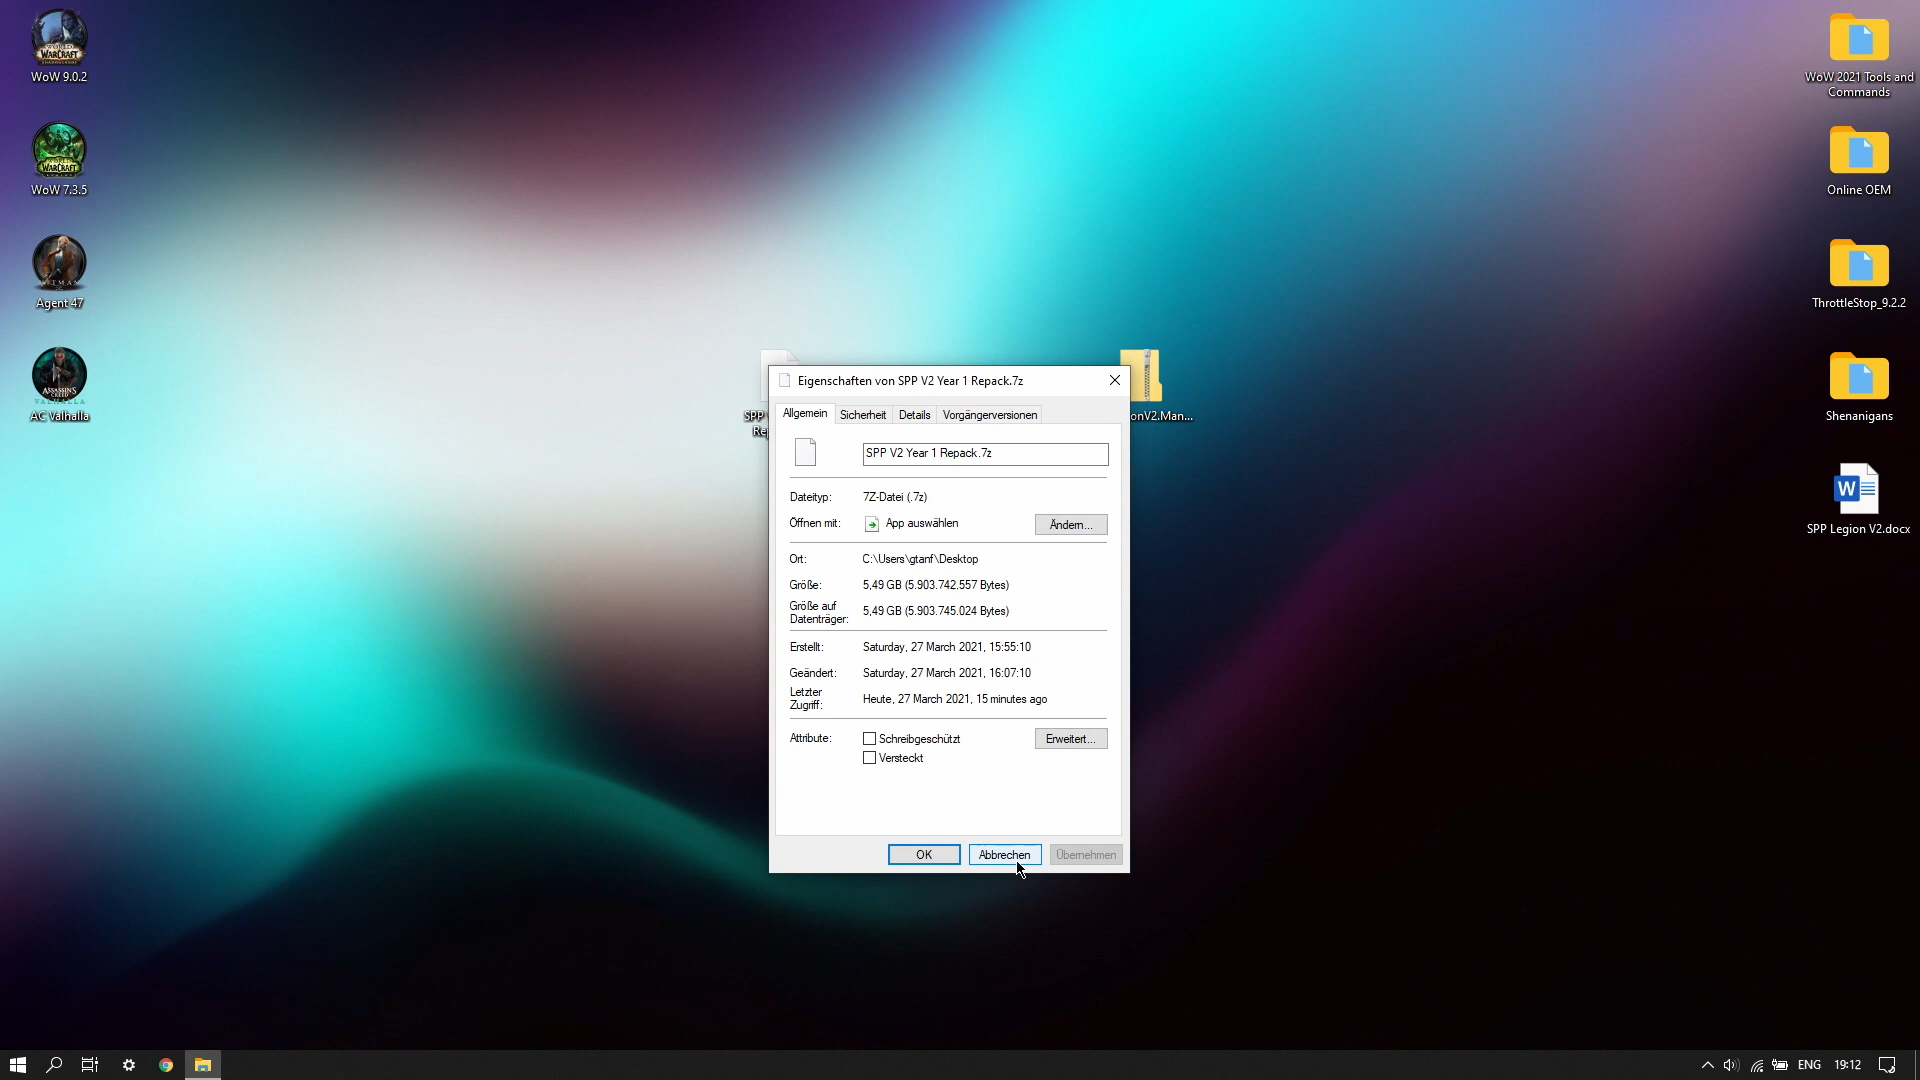 WoW 9.0.2
WoW 7.3.5
Agent 47
AC Valhalla
WoW 2021 Tools and
Commands
Online OEM
ThrottleStop_9.2.2
Shenanigans
SPP Legion V2.docx
SPP
onV2.Man...
Eigenschaften von SPP V2 Year 1 Repack.7z
Allgemein Sicherheit Details Vorgängerversionen
SPP V2 Year 1 Repack.7z
Dateityp: 7Z-Datei (.7z)
Öffnen mit: App auswählen Ändern...
Ort: C:\Users\gtanf\Desktop
Größe: 5,49 GB (5.903.742.557 Bytes)
Größe auf
Datenträger: 5,49 GB (5.903.745.024 Bytes)
Erstellt: Saturday, 27 March 2021, 15:55:10
Geändert: Saturday, 27 March 2021, 16:07:10
Letzter
Zugriff: Heute, 27 March 2021, 15 minutes ago
Attribute: Schreibgeschützt Erweitert...
Versteckt
OK Abbrechen Übernehmen
ENG 19:12